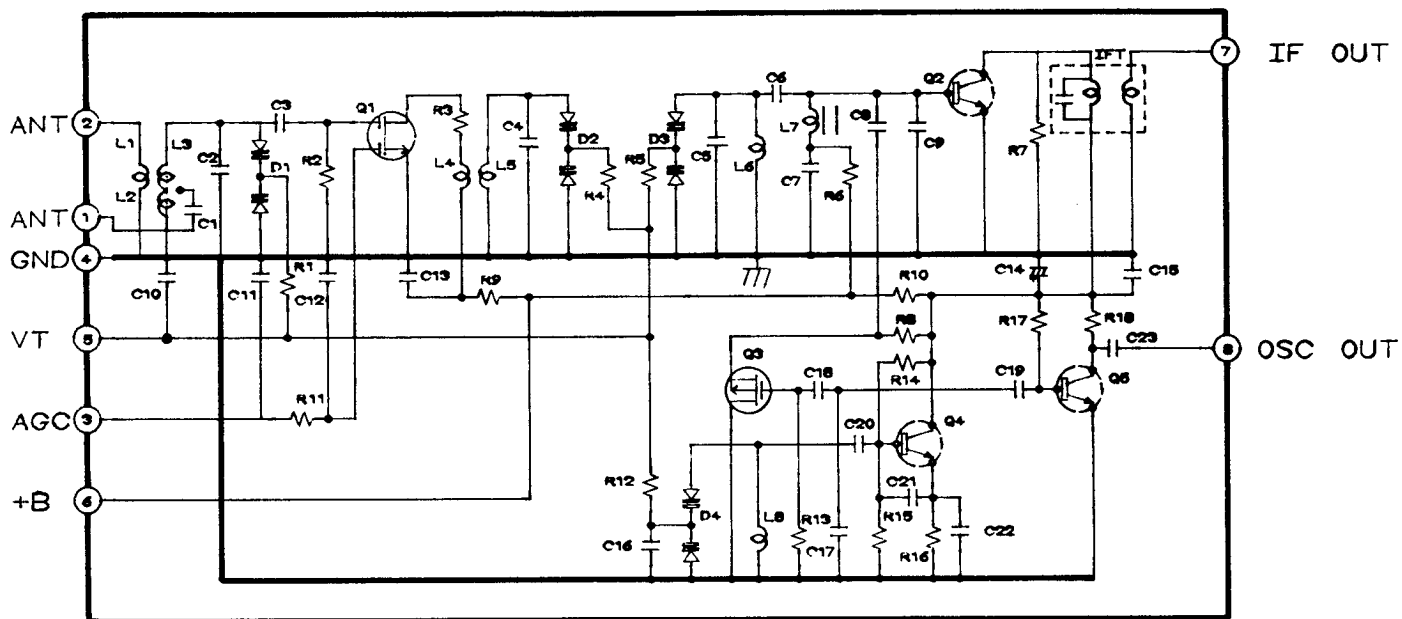 IF OUT
7
IFT
Q2
C6
C3
Q1
R3
ANT 2
L1
L3
C2
D1
R2
C4
D2
R5
D3
C5
L7
C8
C9
R7
L2
L4
L5
R4
L6
C7
R6
ANT 1
C1
GND 4
C10
C11
R1
C12
C13
R9
R10
C14
C15
R8
R17
R18
C23
VT 5
8 OSC OUT
Q3
R14
C18
C19
Q5
AGC 3
R11
C20
Q4
+B 6
R12
D4
L8
R13
C21
R15
C16
C17
R16
C22